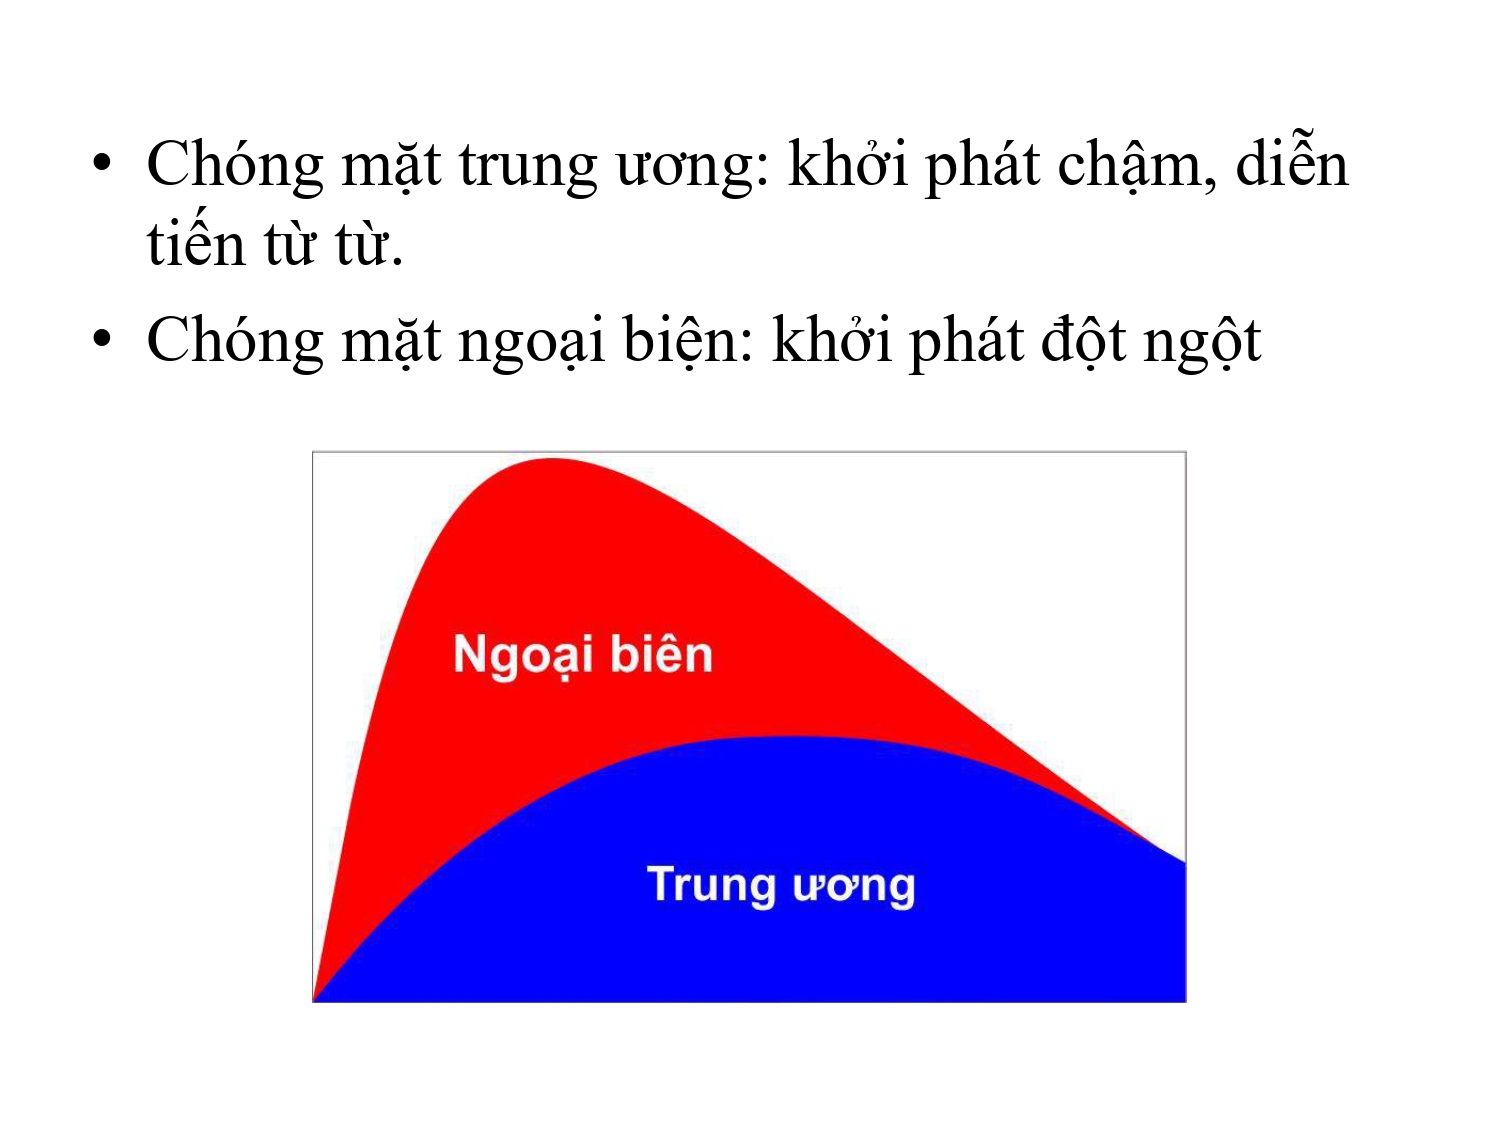 • Chóng mặt trung ương: khởi phát chậm, diễn
tiến từ từ.
• Chóng mặt ngoại biện: khởi phát đột ngột
Ngoại biên
Trung ương